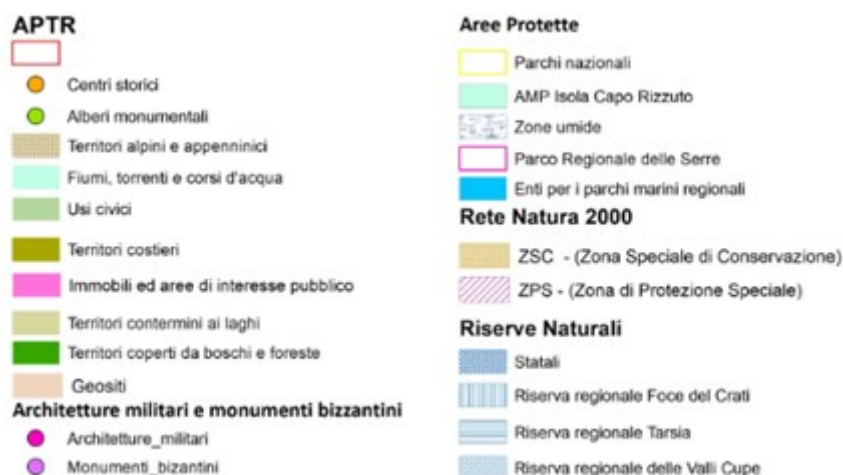 APTR
Centri storici
Alberi monumentali
Territori alpini e appenninici
Fiumi, torrenti e corsi d'acqua
Usi civici
Territori costieri
Immobili ed aree di interesse pubblico
Territori contermini ai laghi
Territori coperti da boschi e foreste
Geositi
Architetture militari e monumenti bizzantini
Architetture_militari
Monumenti_bizantini
Aree Protette
Parchi nazionali
AMP Isola Capo Rizzuto
Zone umide
Parco Regionale delle Serre
Enti per i parchi marini regionali
Rete Natura 2000
ZSC - (Zona Speciale di Conservazione)
ZPS - (Zona di Protezione Speciale)
Riserve Naturali
Statali
Riserva regionale Foce del Crati
Riserva regionale Tarsia
Riserva regionale delle Valli Cupe